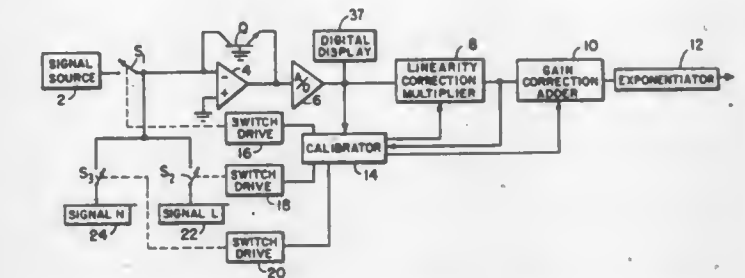 37
DIGITAL
DISPLAY
8
LINEARITY
CORRECTION
MULTIPLIER
10
GAIN
CORRECTION
ADDER
12
EXPONENTIATOR
SIGNAL
SOURCE
2
S
Q
4
-
+
A/D
6
SWITCH
DRIVE
16
CALIBRATOR
14
S3
S2
SWITCH
DRIVE
18
SIGNAL H
24
SIGNAL L
22
SWITCH
DRIVE
20